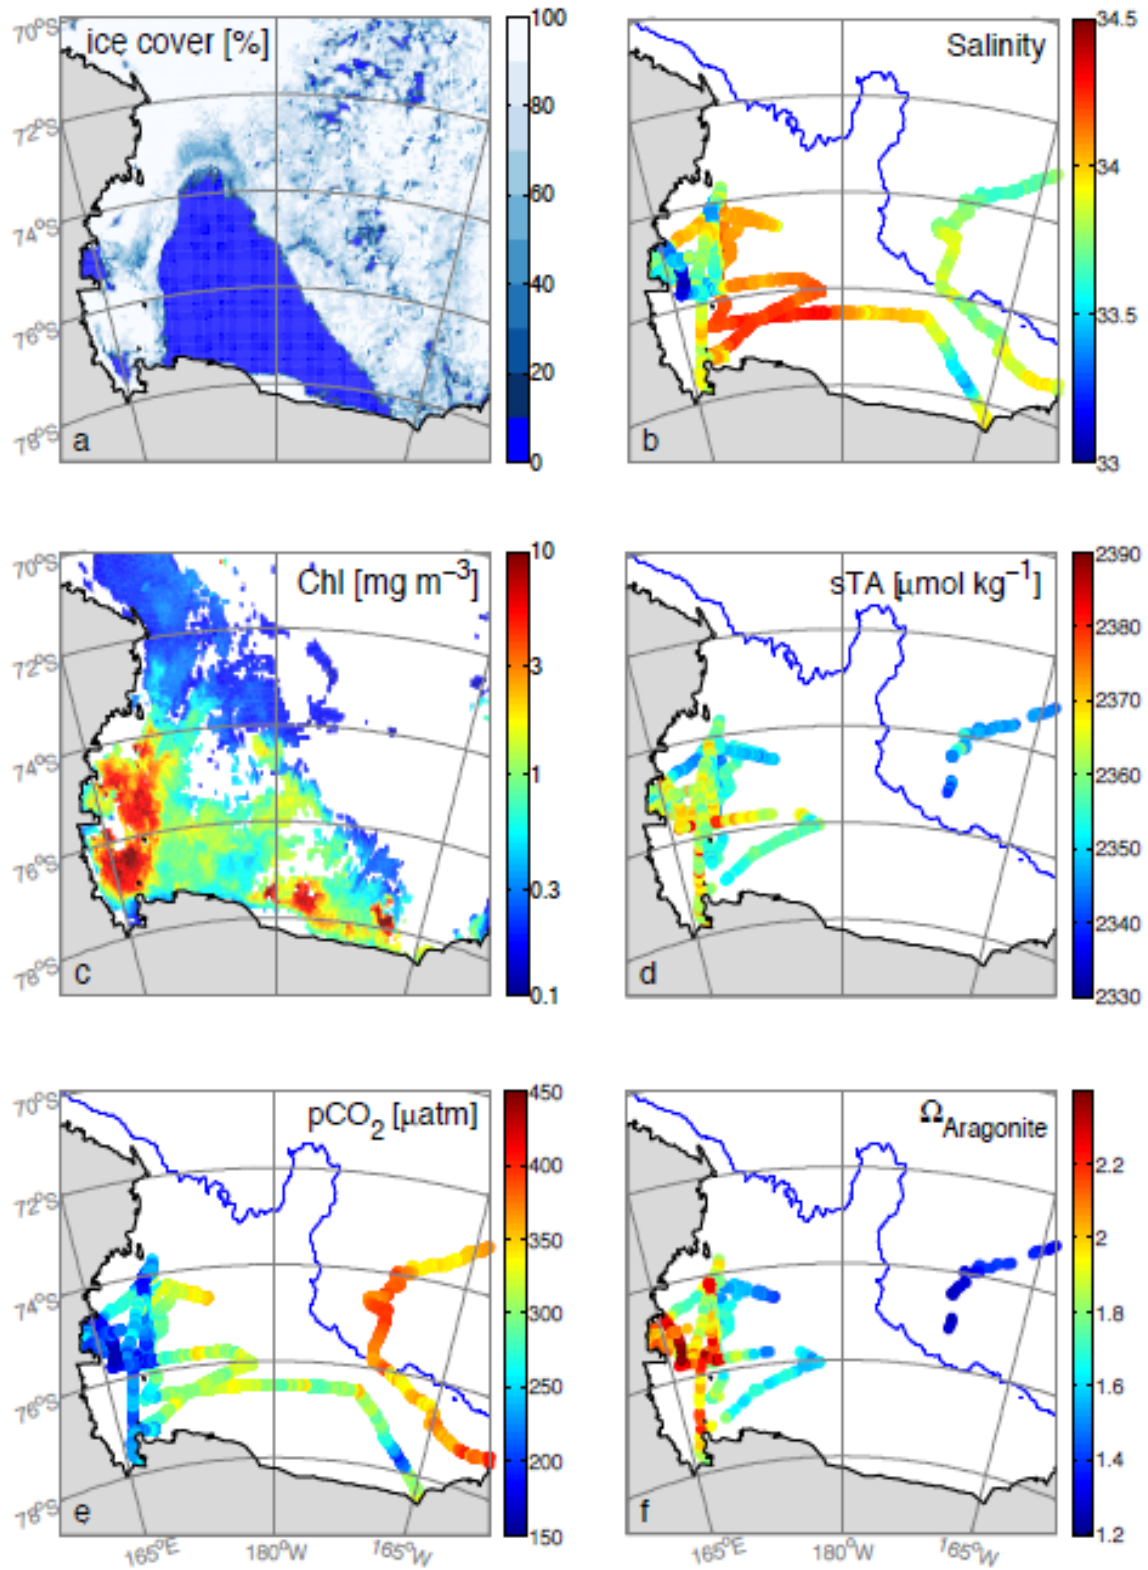 ice cover [%]
70°S
72°S
74°S
76°S
78°S
a
100
80
60
40
20
0
Salinity
b
34.5
34
33.5
33
Chl [mg m⁻³]
70°S
72°S
74°S
76°S
78°S
c
10
3
1
0.3
0.1
sTA [μmol kg⁻¹]
d
2390
2380
2370
2360
2350
2340
2330
pCO₂ [μatm]
70°S
72°S
74°S
76°S
78°S
e
450
400
350
300
250
200
150
165°E
180°W
165°W
Ω Aragonite
f
2.2
2
1.8
1.6
1.4
1.2
165°E
180°W
165°W